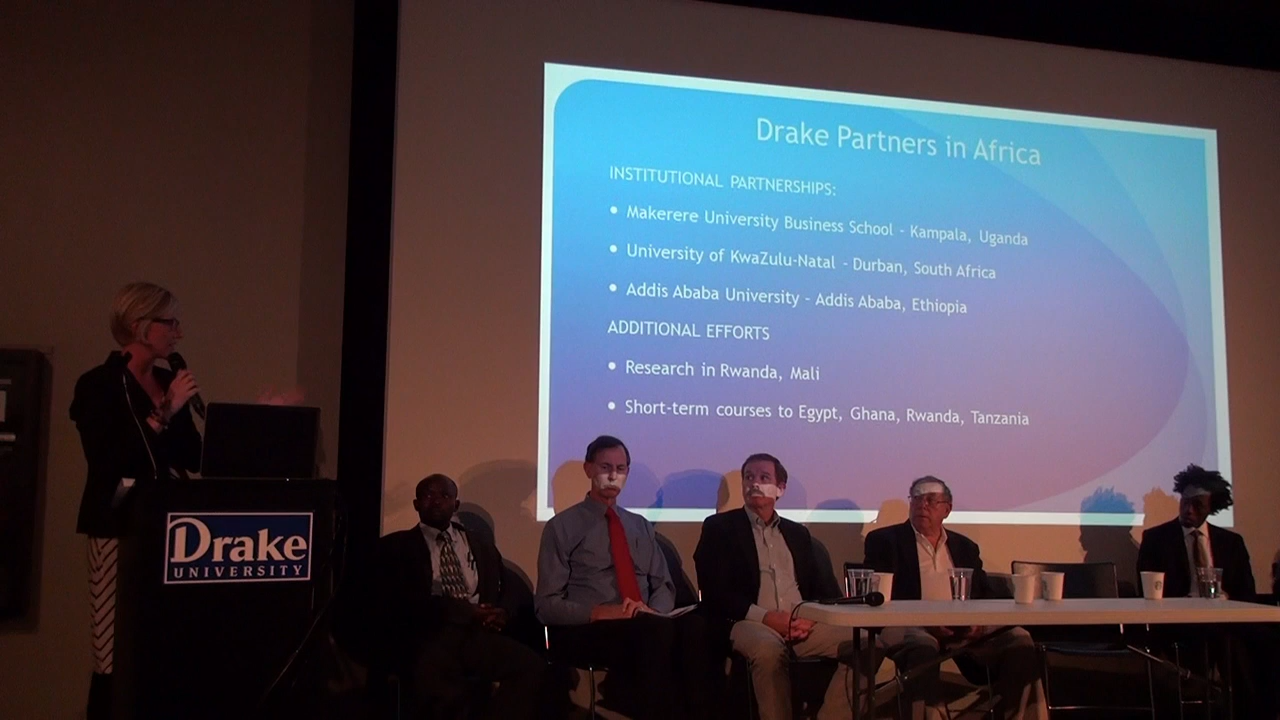 Drake Partners in Africa
INSTITUTIONAL PARTNERSHIPS:
• Makerere University Business School - Kampala, Uganda
• University of KwaZulu-Natal - Durban, South Africa
• Addis Ababa University - Addis Ababa, Ethiopia
ADDITIONAL EFFORTS
• Research in Rwanda, Mali
• Short-term courses to Egypt, Ghana, Rwanda, Tanzania
Drake
UNIVERSITY